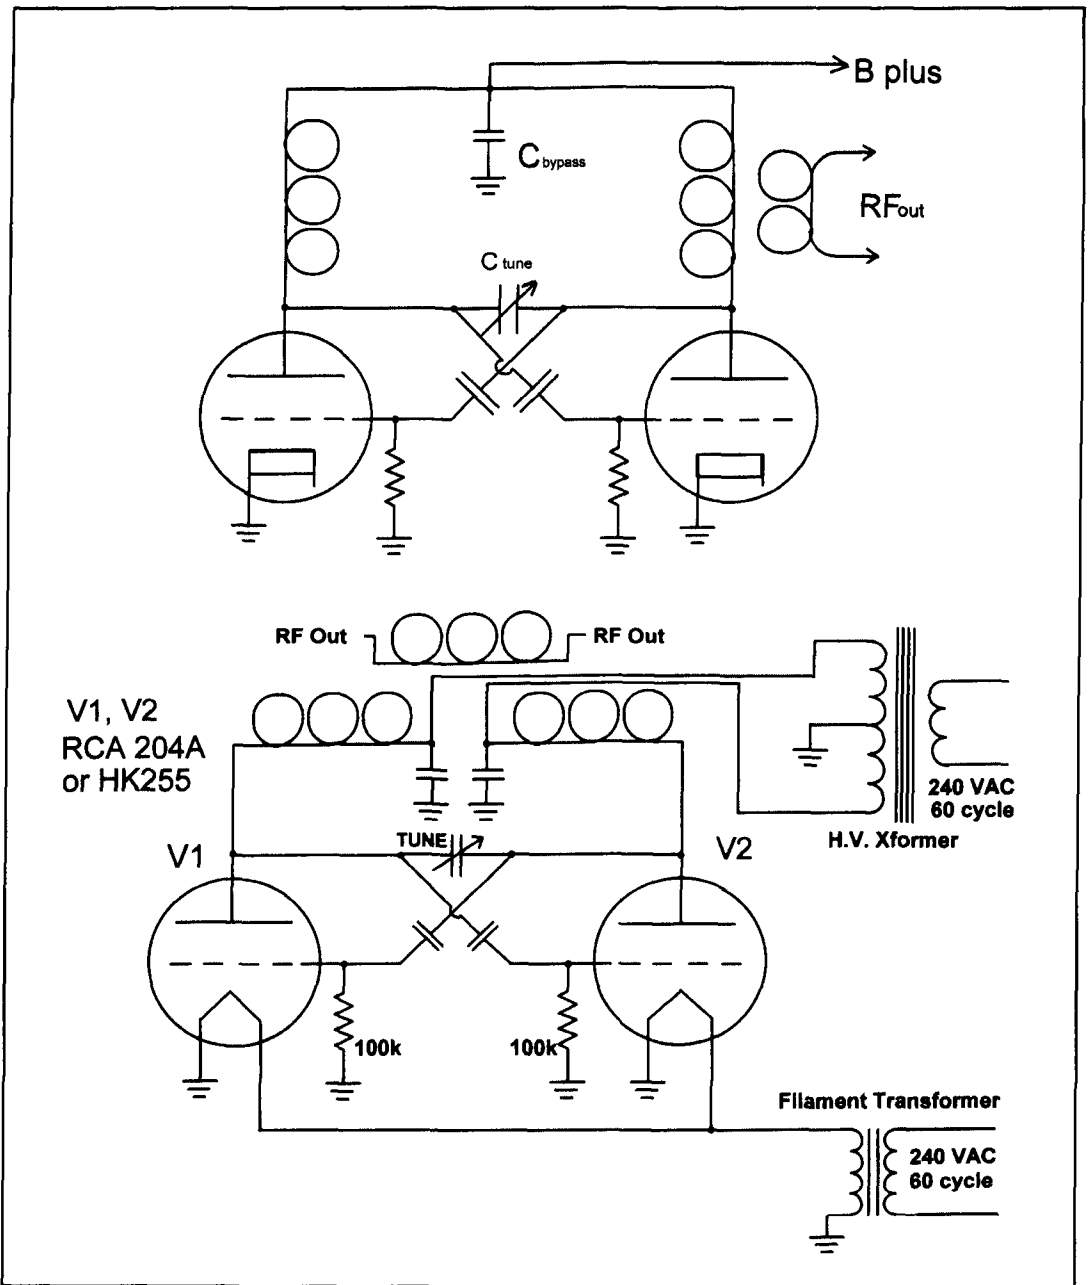 B plus
C bypass
RFout
C tune
RF Out
RF Out
V1, V2
RCA 204A
or HK255
240 VAC
60 cycle
H.V. Xformer
TUNE
V1
V2
100k
100k
Filament Transformer
240 VAC
60 cycle